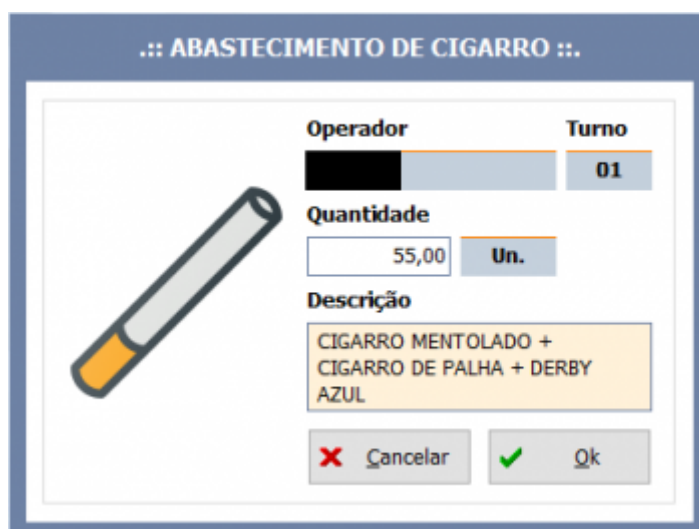 .:: ABASTECIMENTO DE CIGARRO ::.
Operador Turno
01
Quantidade
55,00 Un.
Descrição
CIGARRO MENTOLADO +
CIGARRO DE PALHA + DERBY
AZUL
Cancelar Ok